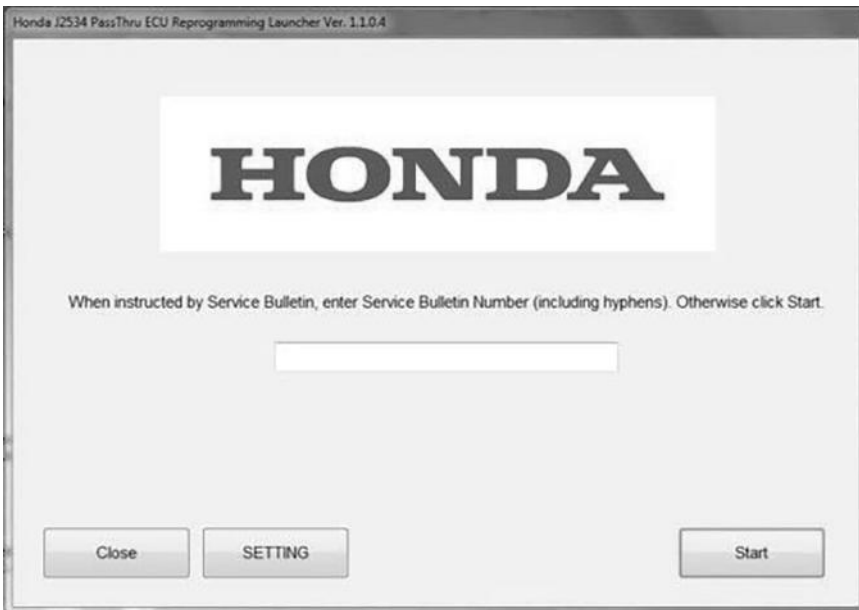 Honda J2534 PassThru ECU Reprogramming Launcher Ver. 1.1.0.4
HONDA
When instructed by Service Bulletin, enter Service Bulletin Number (including hyphens). Otherwise click Start.
Close
SETTING
Start